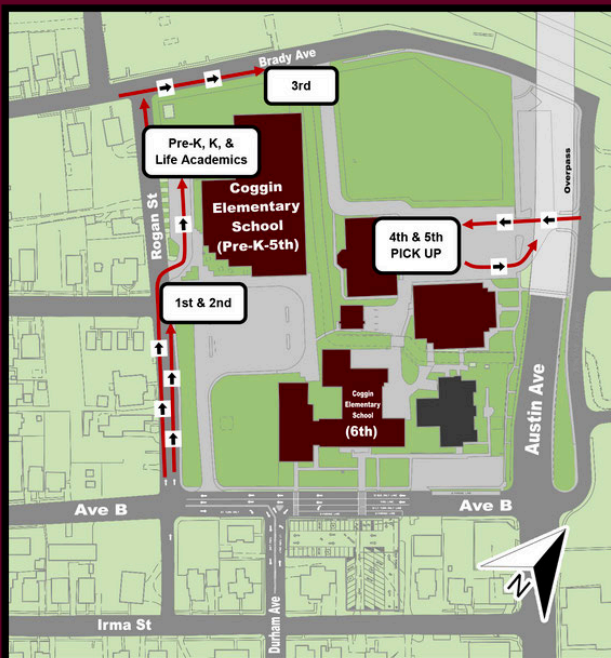 Brady Ave
3rd
Pre-K, K, &
Life Academics
Coggin
Elementary
School
(Pre-K-5th)
Rogan St
Overpass
4th & 5th
PICK UP
1st & 2nd
Coggin
Elementary
School
(6th)
Austin Ave
Ave B
Ave B
Durham Ave
Irma St
N